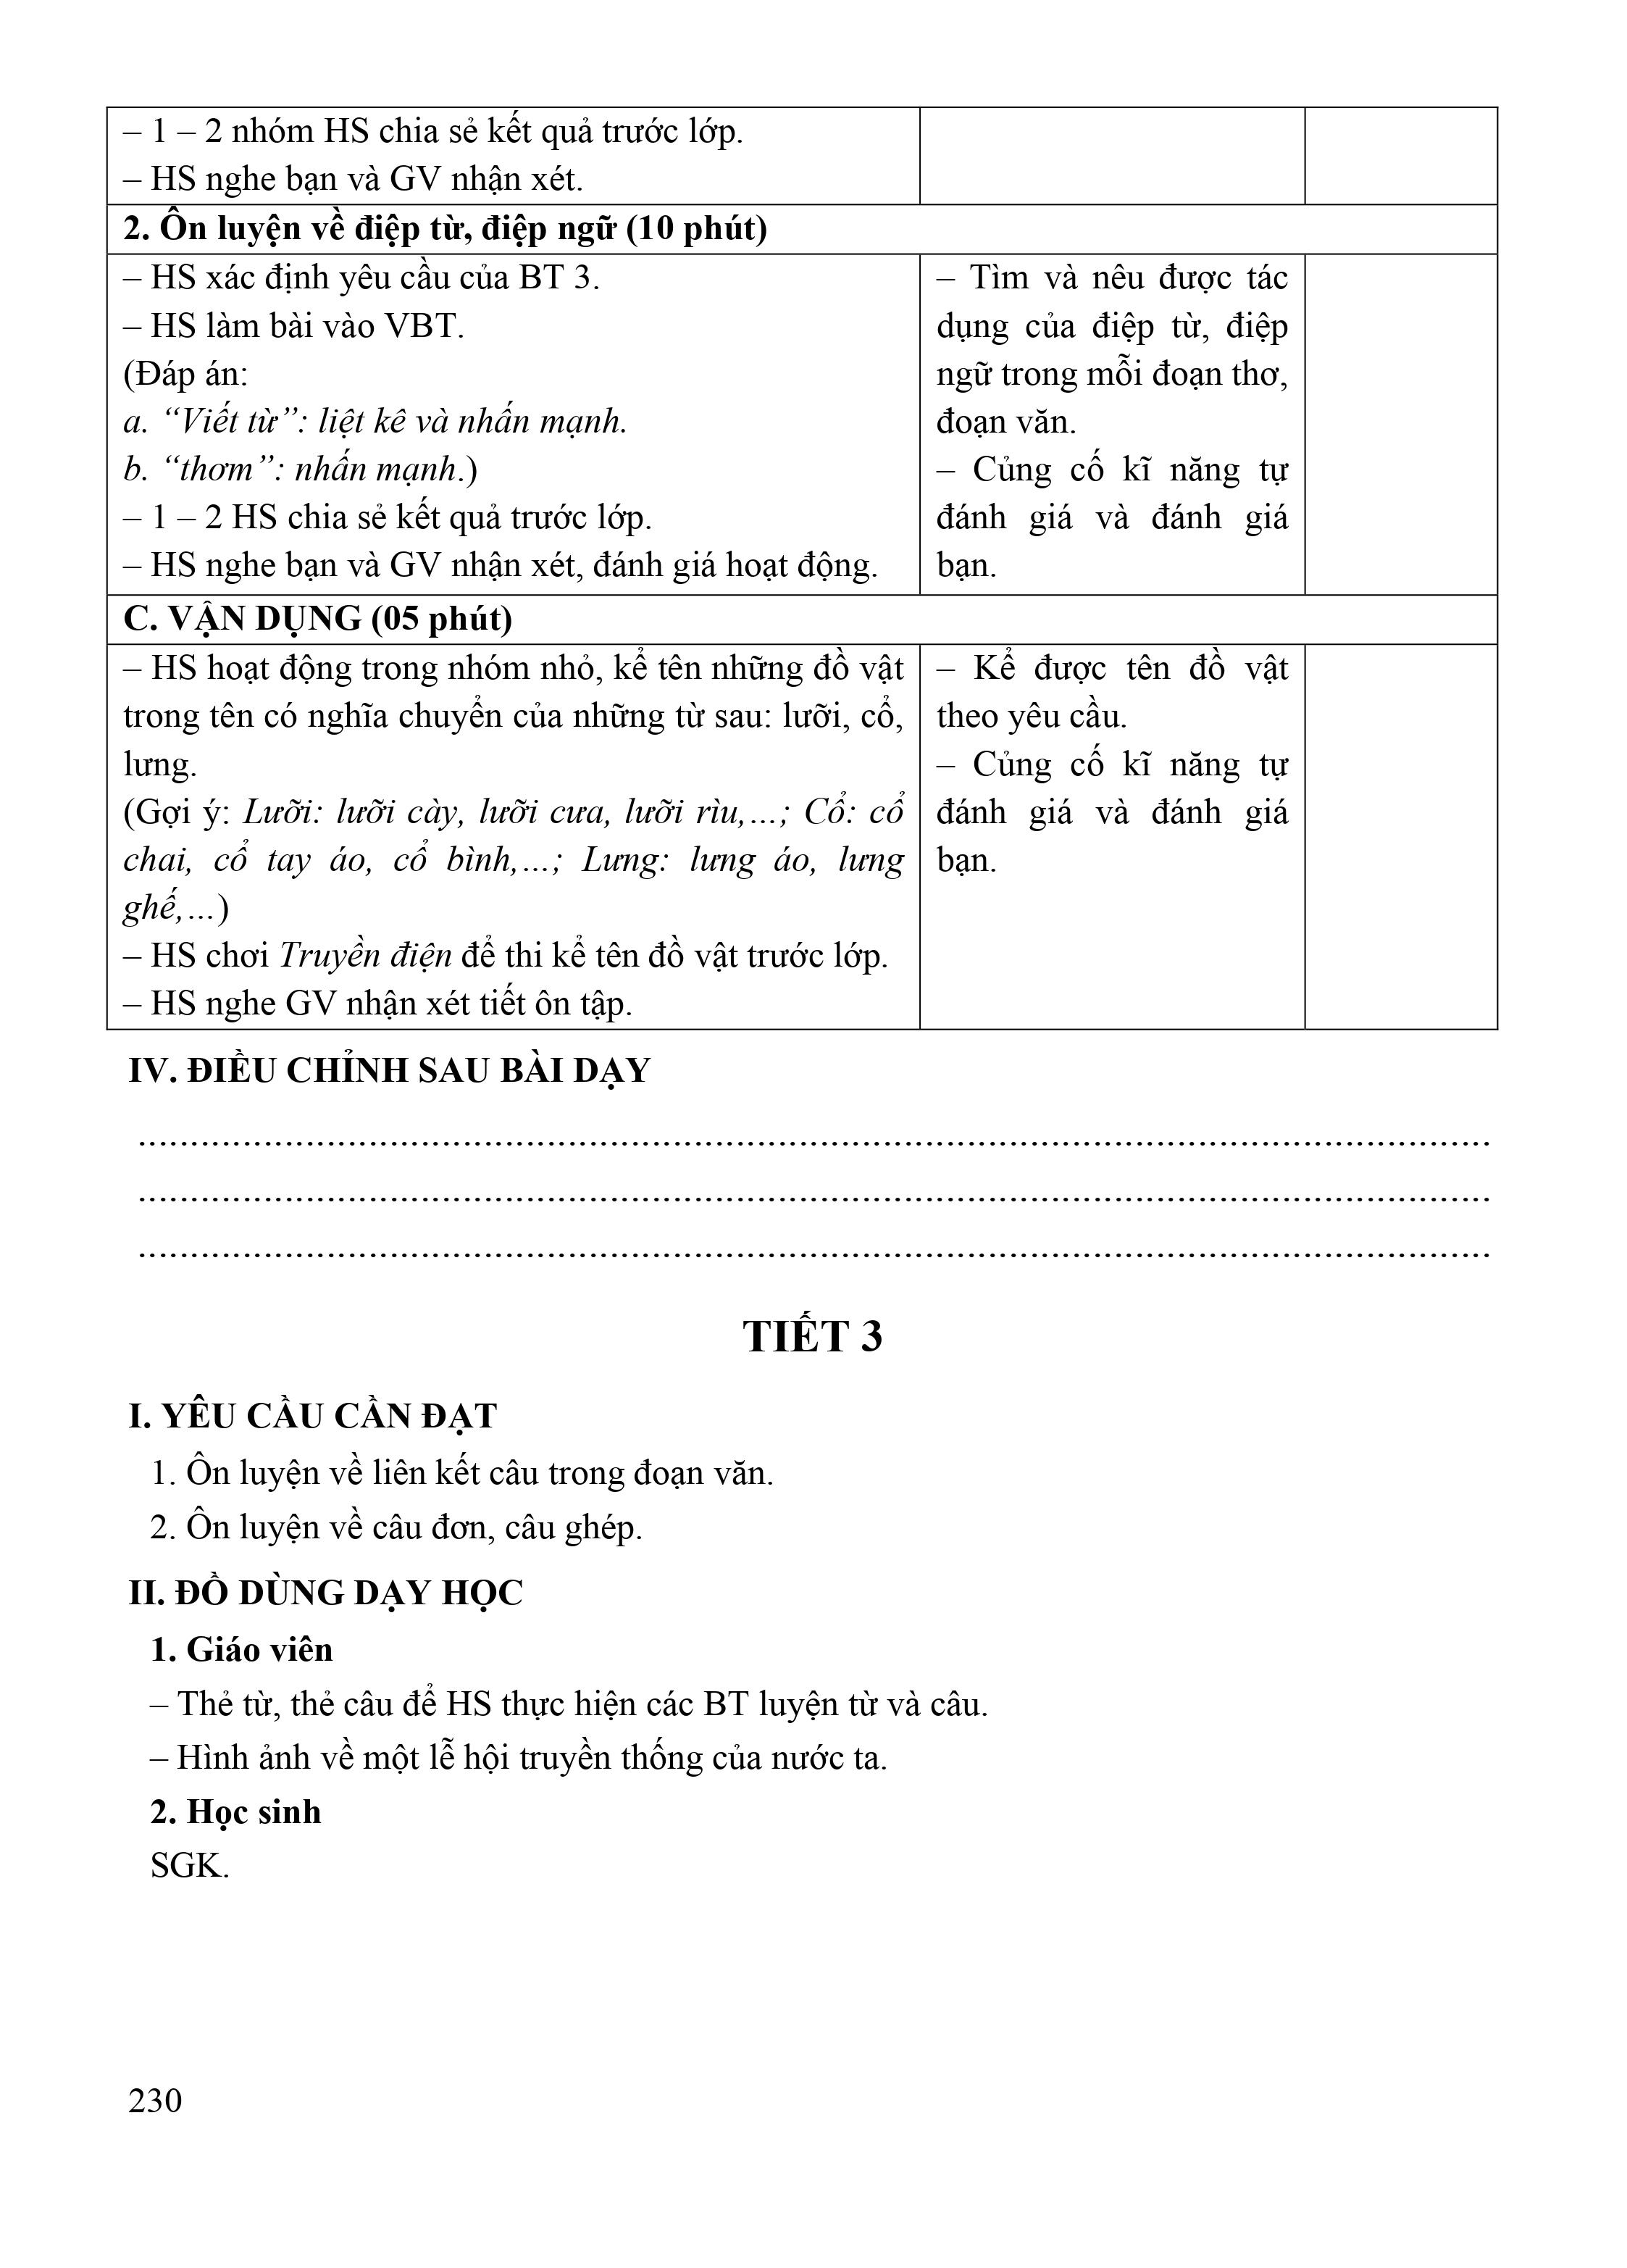 – 1 – 2 nhóm HS chia sẻ kết quả trước lớp.
– HS nghe bạn và GV nhận xét.
2. Ôn luyện về điệp từ, điệp ngữ (10 phút)
– HS xác định yêu cầu của BT 3.
– HS làm bài vào VBT.
(Đáp án:
a. “Viết từ”: liệt kê và nhấn mạnh.
b. “thơm”: nhấn mạnh.)
– 1 – 2 HS chia sẻ kết quả trước lớp.
– HS nghe bạn và GV nhận xét, đánh giá hoạt động.
– Tìm và nêu được tác
dụng của điệp từ, điệp
ngữ trong mỗi đoạn thơ,
đoạn văn.
– Củng cố kĩ năng tự
đánh giá và đánh giá
bạn.
C. VẬN DỤNG (05 phút)
– HS hoạt động trong nhóm nhỏ, kể tên những đồ vật
trong tên có nghĩa chuyển của những từ sau: lưỡi, cổ,
lưng.
(Gợi ý: Lưỡi: lưỡi cày, lưỡi cưa, lưỡi rìu,...; Cổ: cổ
chai, cổ tay áo, cổ bình,...; Lưng: lưng áo, lưng
ghế,...)
– HS chơi Truyền điện để thi kể tên đồ vật trước lớp.
– HS nghe GV nhận xét tiết ôn tập.
– Kể được tên đồ vật
theo yêu cầu.
– Củng cố kĩ năng tự
đánh giá và đánh giá
bạn.
IV. ĐIỀU CHỈNH SAU BÀI DẠY
................................................................................
................................................................................
................................................................................
TIẾT 3
I. YÊU CẦU CẦN ĐẠT
1. Ôn luyện về liên kết câu trong đoạn văn.
2. Ôn luyện về câu đơn, câu ghép.
II. ĐỒ DÙNG DẠY HỌC
1. Giáo viên
– Thẻ từ, thẻ câu để HS thực hiện các BT luyện từ và câu.
– Hình ảnh về một lễ hội truyền thống của nước ta.
2. Học sinh
SGK.
230